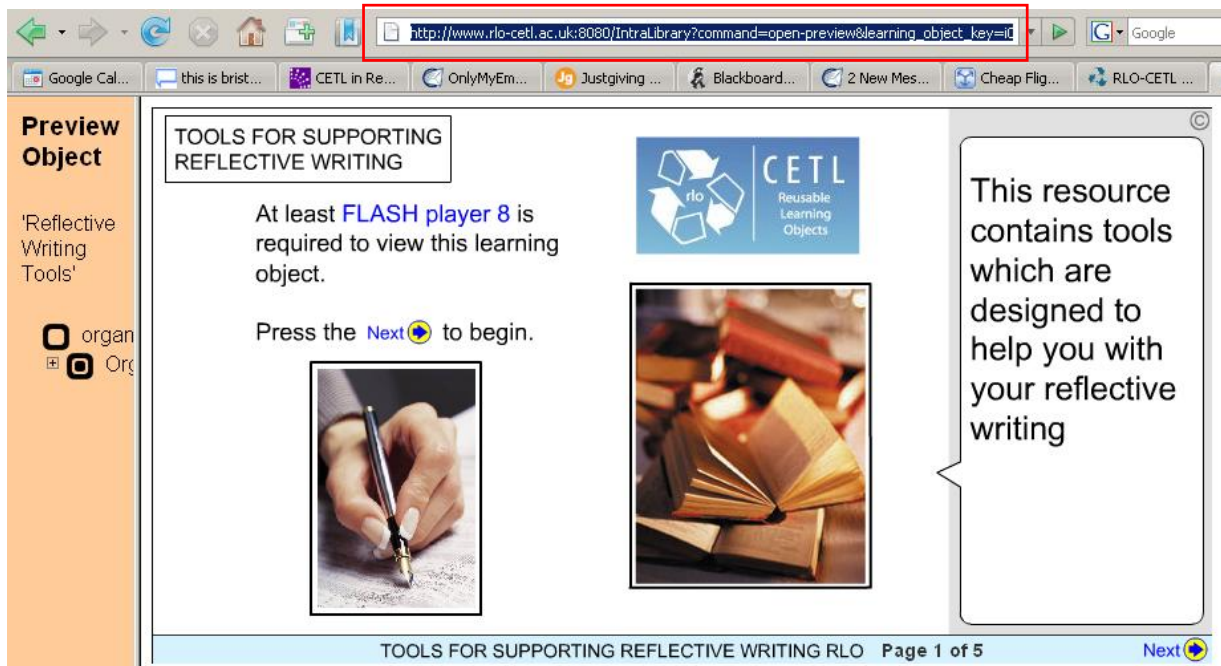 http://www.rlo-cetl.ac.uk:8080/IntraLibrary?command=open-preview&learning_object_key=i
G Google
Google Cal... this is brist... CETL in Re... OnlyMyEm... Justgiving ... Blackboard... 2 New Mes... Cheap Flig... RLO-CETL ...
Preview
Object
'Reflective
Writing
Tools'
organ
Org
TOOLS FOR SUPPORTING
REFLECTIVE WRITING
At least FLASH player 8 is
required to view this learning
object.
Press the Next to begin.
rlo
CETL
Reusable
Learning
Objects
©
This resource
contains tools
which are
designed to
help you with
your reflective
writing
TOOLS FOR SUPPORTING REFLECTIVE WRITING RLO Page 1 of 5 Next